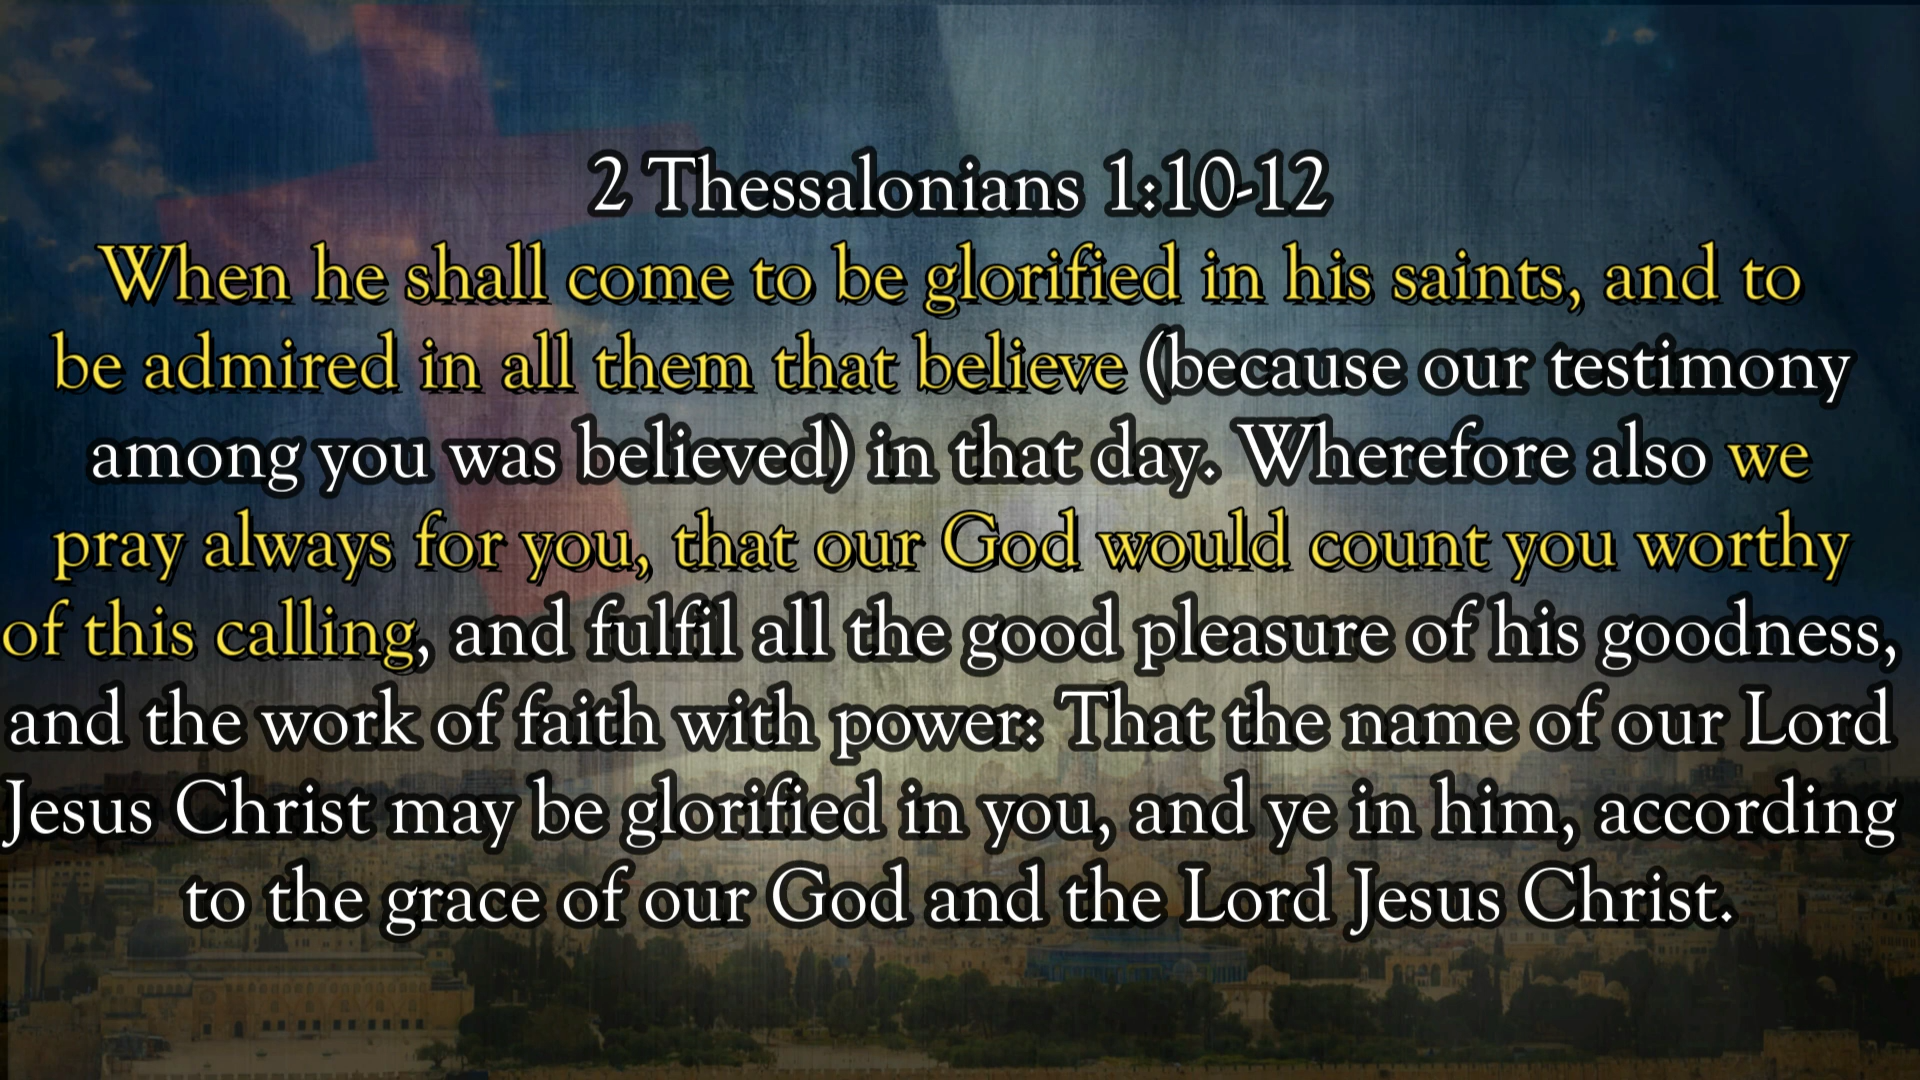 2 Thessalonians 1:10-12
When he shall come to be glorified in his saints, and to
be admired in all them that believe (because our testimony
among you was believed) in that day. Wherefore also we
pray always for you, that our God would count you worthy
of this calling, and fulfil all the good pleasure of his goodness,
and the work of faith with power: That the name of our Lord
Jesus Christ may be glorified in you, and ye in him, according
to the grace of our God and the Lord Jesus Christ.